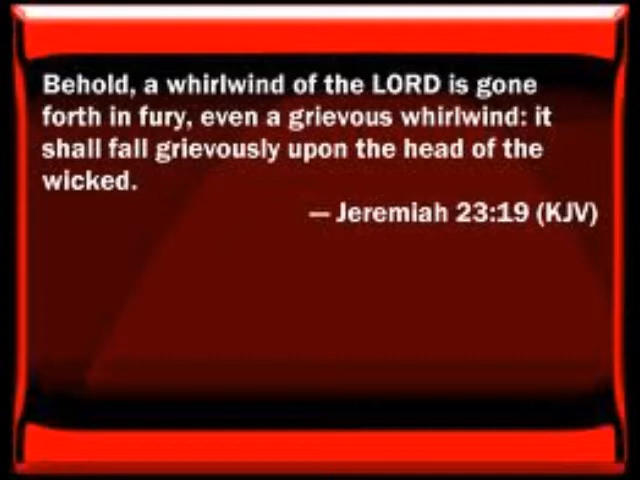 Behold, a whirlwind of the LORD is gone
forth in fury, even a grievous whirlwind: it
shall fall grievously upon the head of the
wicked.
— Jeremiah 23:19 (KJV)